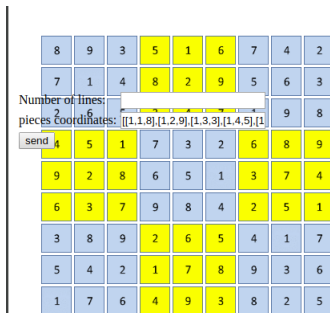 8 9 3 5 1 6 7 4 2
7 1 4 8 2 9 5 6 3
Number of lines:
6 4 7 9 8
pieces coordinates: [[1,1,8],[1,2,9],[1,3,3],[1,4,5],[1
send
4 5 1 7 3 2 6 8 9
9 2 8 6 5 1 3 7 4
6 3 7 9 8 4 2 5 1
3 8 9 2 6 5 4 1 7
5 4 2 1 7 8 9 3 6
1 7 6 4 9 3 8 2 5